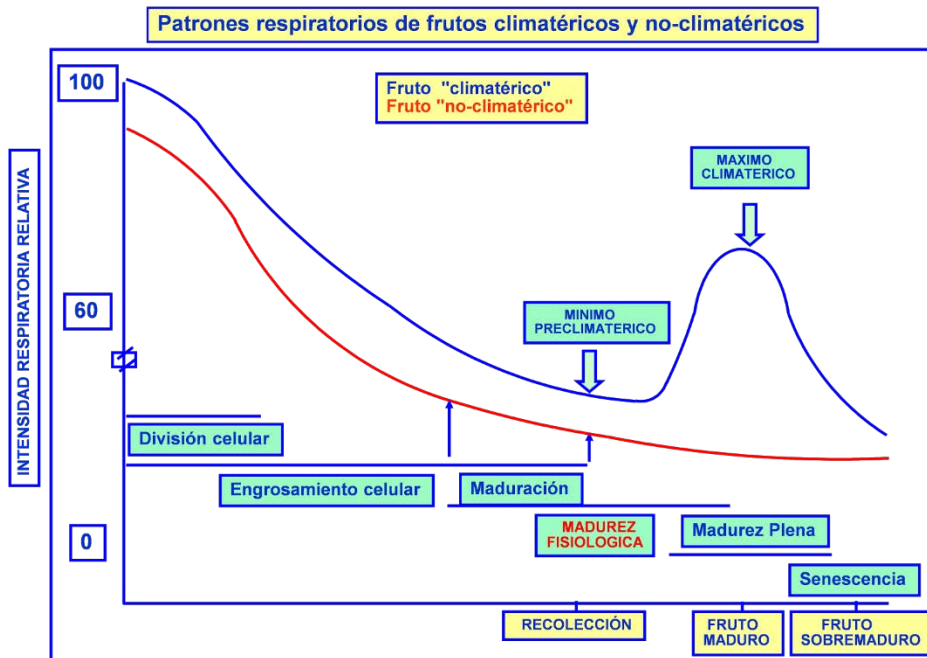 Patrones respiratorios de frutos climatéricos y no-climatéricos
100
Fruto "climatérico"
Fruto "no-climatérico"
MAXIMO
CLIMATERICO
INTENSIDAD RESPIRATORIA RELATIVA
60
MINIMO
PRECLIMATERICO
División celular
Engrosamiento celular
Maduración
0
MADUREZ
FISIOLOGICA
Madurez Plena
Senescencia
RECOLECCIÓN
FRUTO
MADURO
FRUTO
SOBREMADURO